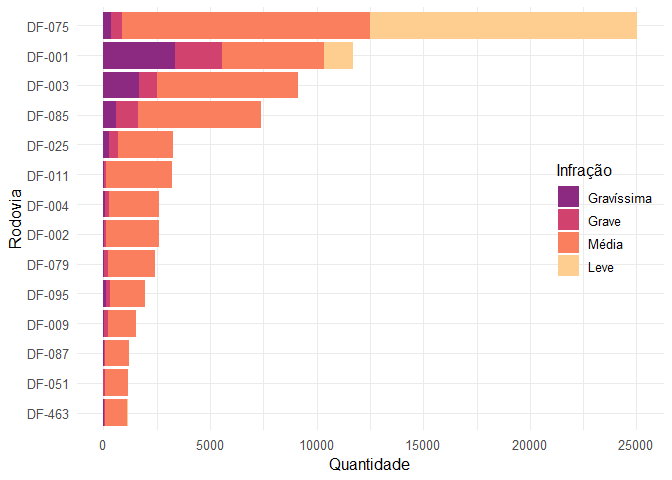 DF-075
DF-001
DF-003
DF-085
DF-025
DF-011
DF-004
DF-002
DF-079
DF-095
DF-009
DF-087
DF-051
DF-463
Rodovia
0
5000
10000
15000
20000
25000
Quantidade
Infração
Gravíssima
Grave
Média
Leve